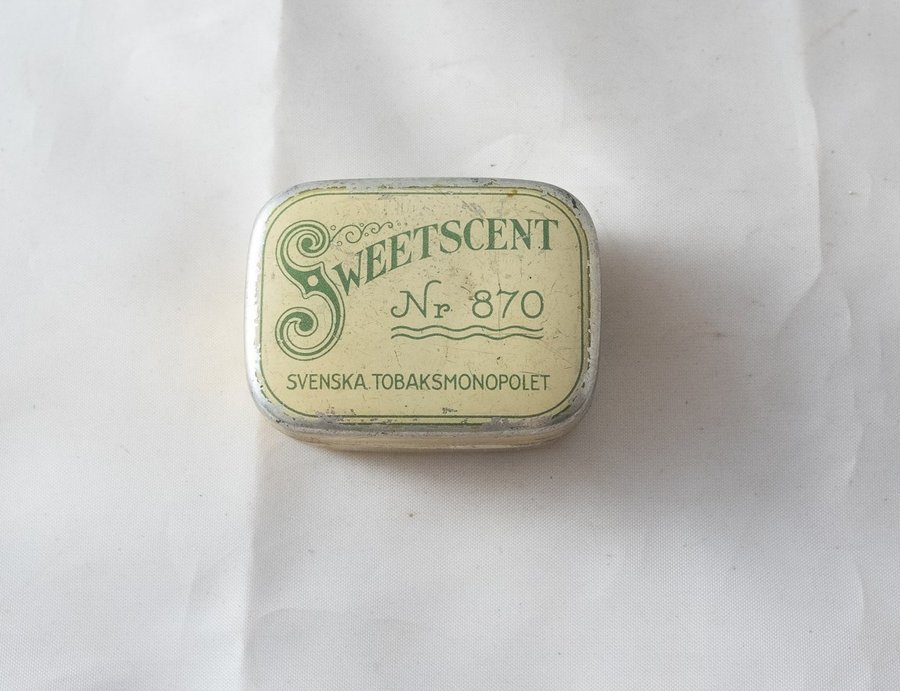 SWEETSCENT
Nr 870
SVENSKA TOBAKSMONOPOLET